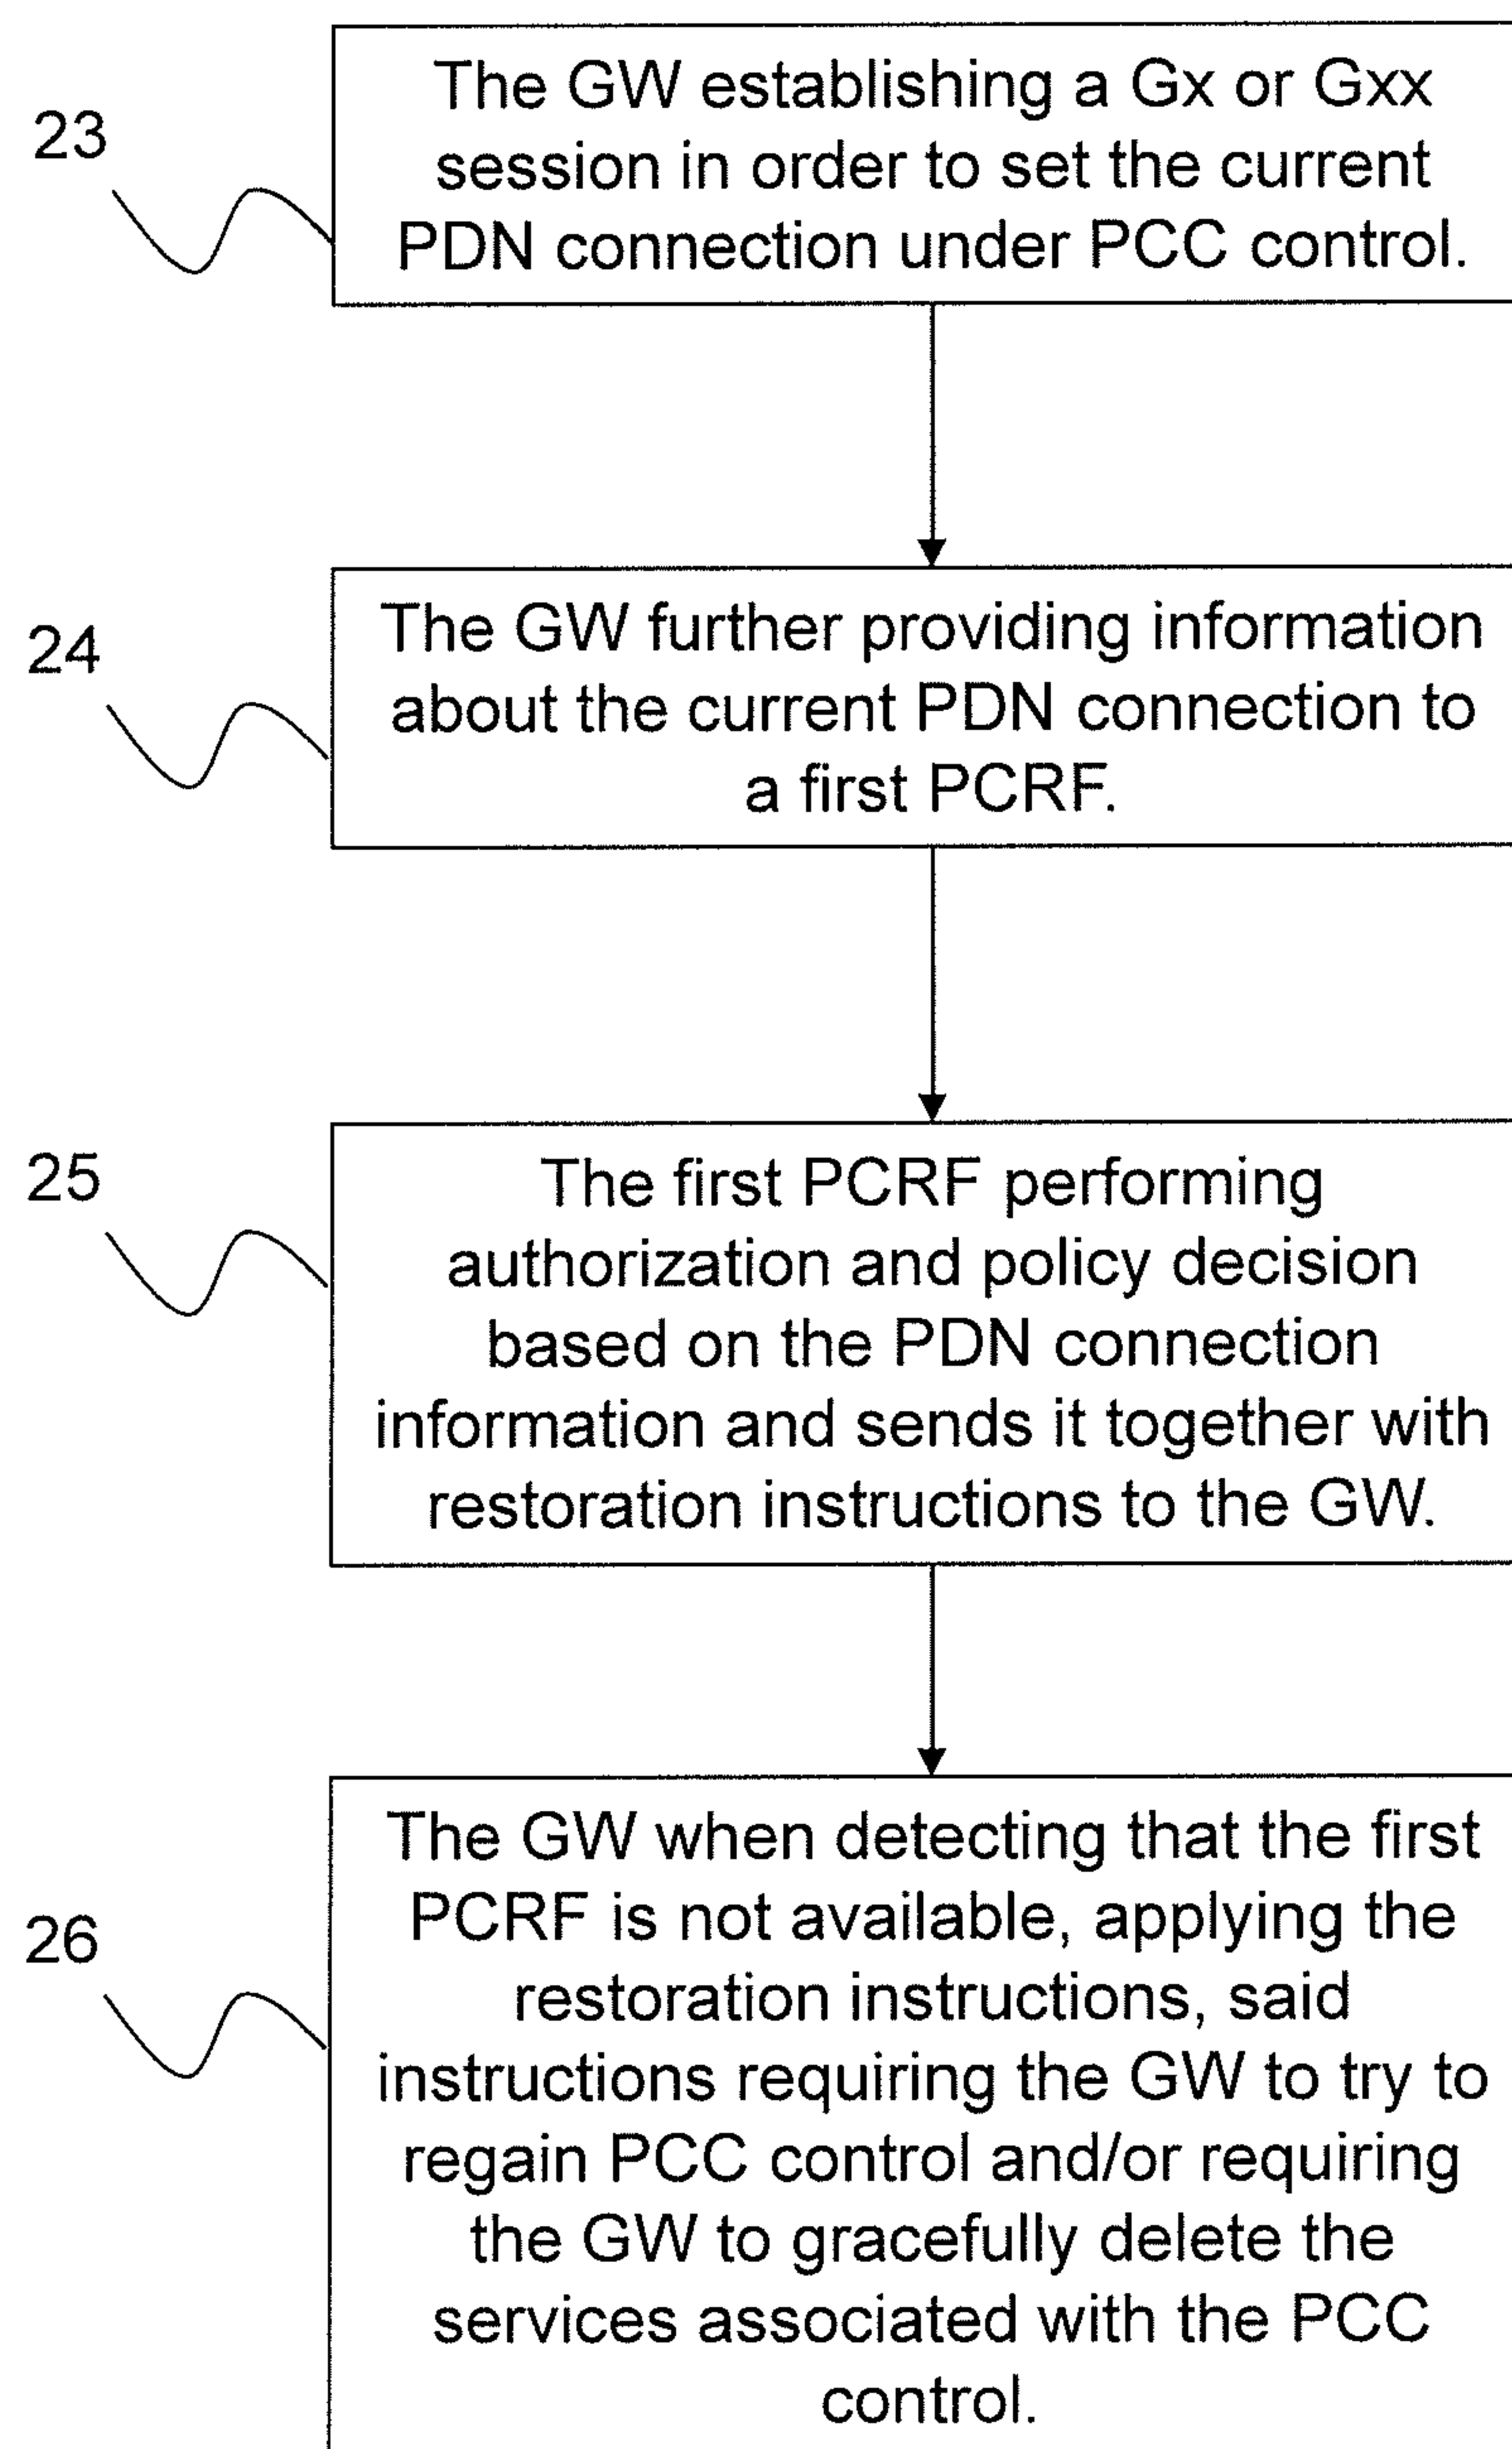 23
The GW establishing a Gx or Gxx
session in order to set the current
PDN connection under PCC control.
24
The GW further providing information
about the current PDN connection to
a first PCRF.
25
The first PCRF performing
authorization and policy decision
based on the PDN connection
information and sends it together with
restoration instructions to the GW.
26
The GW when detecting that the first
PCRF is not available, applying the
restoration instructions, said
instructions requiring the GW to try to
regain PCC control and/or requiring
the GW to gracefully delete the
services associated with the PCC
control.